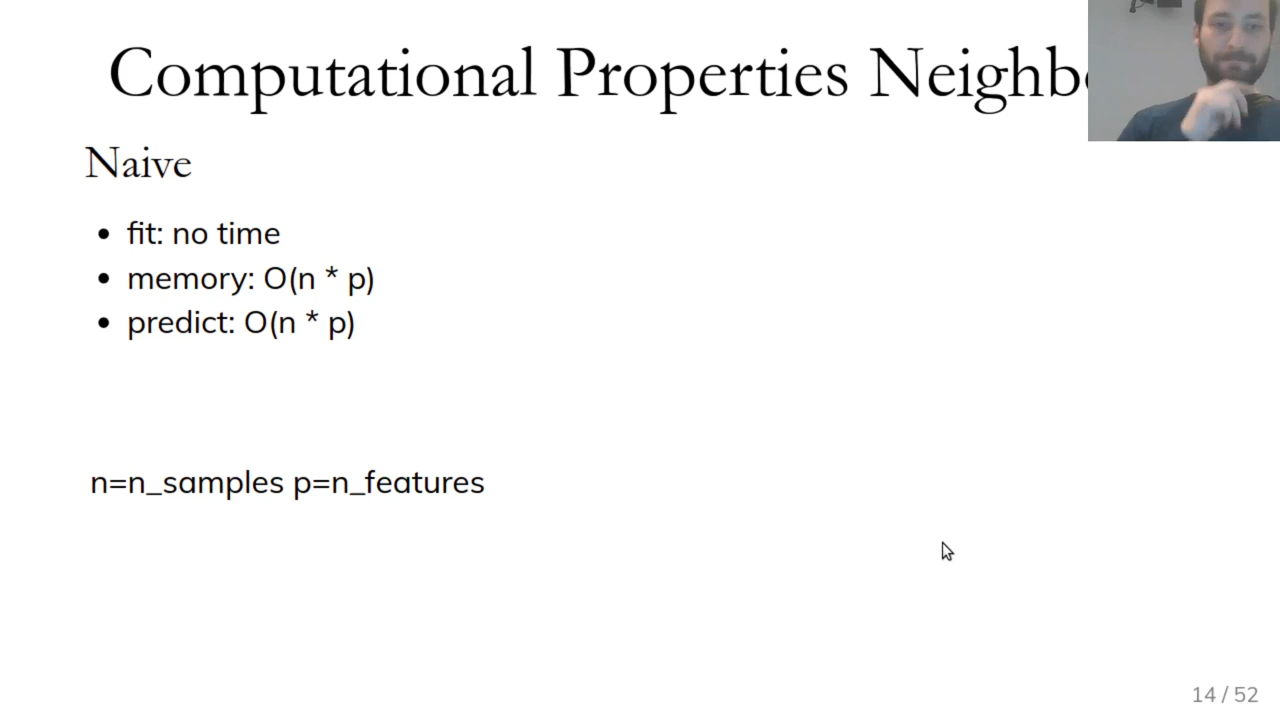 Computational Properties Neighb
Naive
• fit: no time
• memory: O(n * p)
• predict: O(n * p)
n=n_samples p=n_features
14 / 52